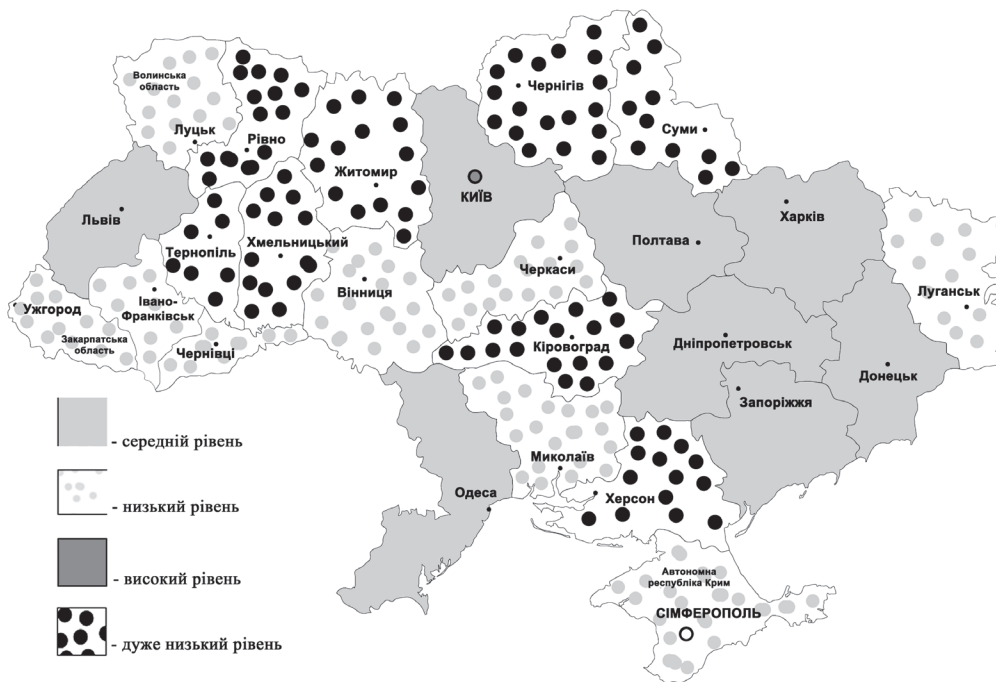 Волинська
область
Луцьк
Рівно
Житомир
Чернігів
Суми
КИЇВ
Львів
Тернопіль
Хмельницький
Полтава
Харків
Вінниця
Черкаси
Луганськ
Ужгород
Івано-
Франківськ
Закарпатська
область
Чернівці
Кіровоград
Дніпропетровськ
Донецьк
Запоріжжя
Миколаїв
Одеса
Херсон
Автономна
республіка Крим
СІМФЕРОПОЛЬ
- середній рівень
- низький рівень
- високий рівень
- дуже низький рівень